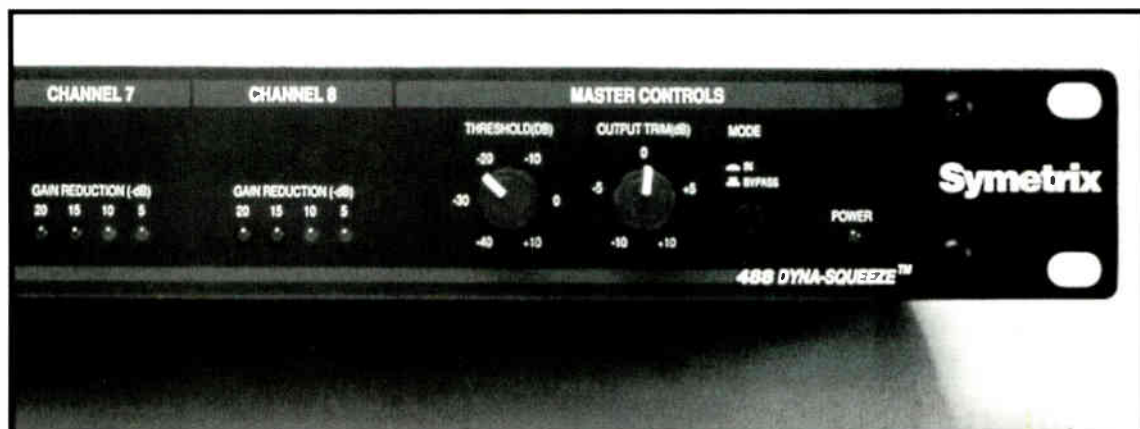 CHANNEL 7
CHANNEL 8
MASTER CONTROLS
GAIN REDUCTION (-dB)
20 15 10 5
GAIN REDUCTION (-dB)
20 15 10 5
THRESHOLD(DB)
-20 -10
-30 0
-40 +10
OUTPUT TRIM(dB)
0
-5 +5
-10 +10
MODE
IN
BYPASS
POWER
Symetrix
488 DYNA-SQUEEZE™